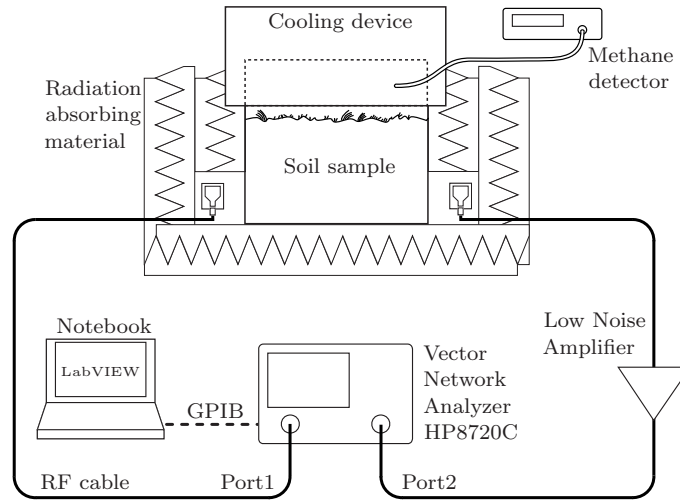 Cooling device
Methane
detector
Radiation
absorbing
material
Soil sample
Notebook
LabVIEW
GPIB
Vector
Network
Analyzer
HP8720C
Low Noise
Amplifier
RF cable
Port1
Port2